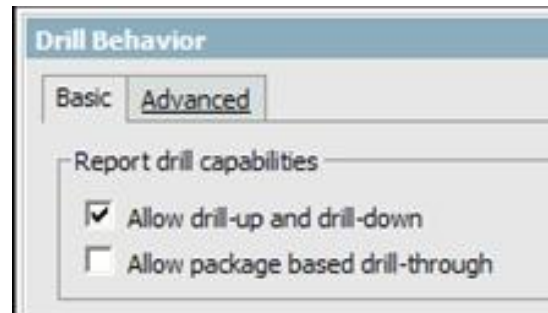 Drill Behavior
Basic Advanced
Report drill capabilities
Allow drill-up and drill-down
Allow package based drill-through